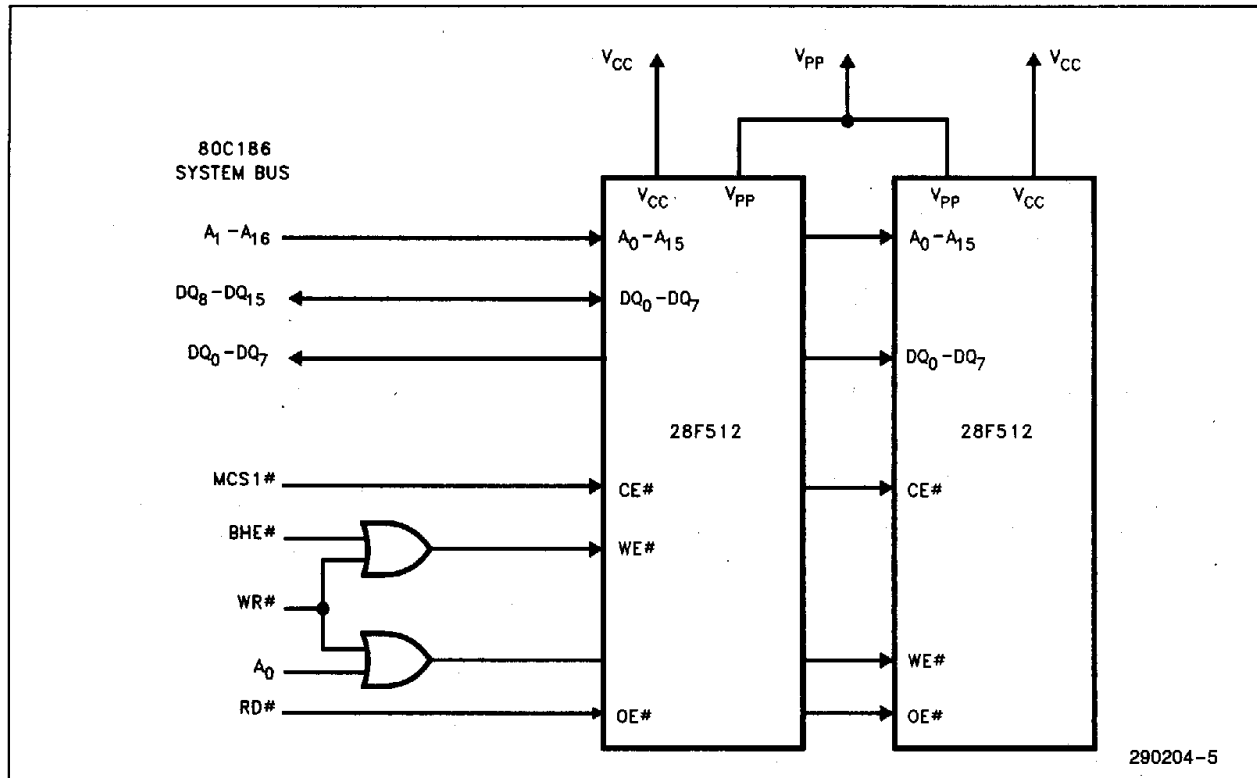 V_CC V_PP V_CC
80C186
SYSTEM BUS
V_CC V_PP V_PP V_CC
A_1 - A_16 A_0 - A_15 A_0 - A_15
DQ_8 - DQ_15 DQ_0 - DQ_7
DQ_0 - DQ_7 DQ_0 - DQ_7
28F512 28F512
MCS1# CE# CE#
BHE#
WE#
WR#
A_0 WE#
RD# OE# OE#
290204-5